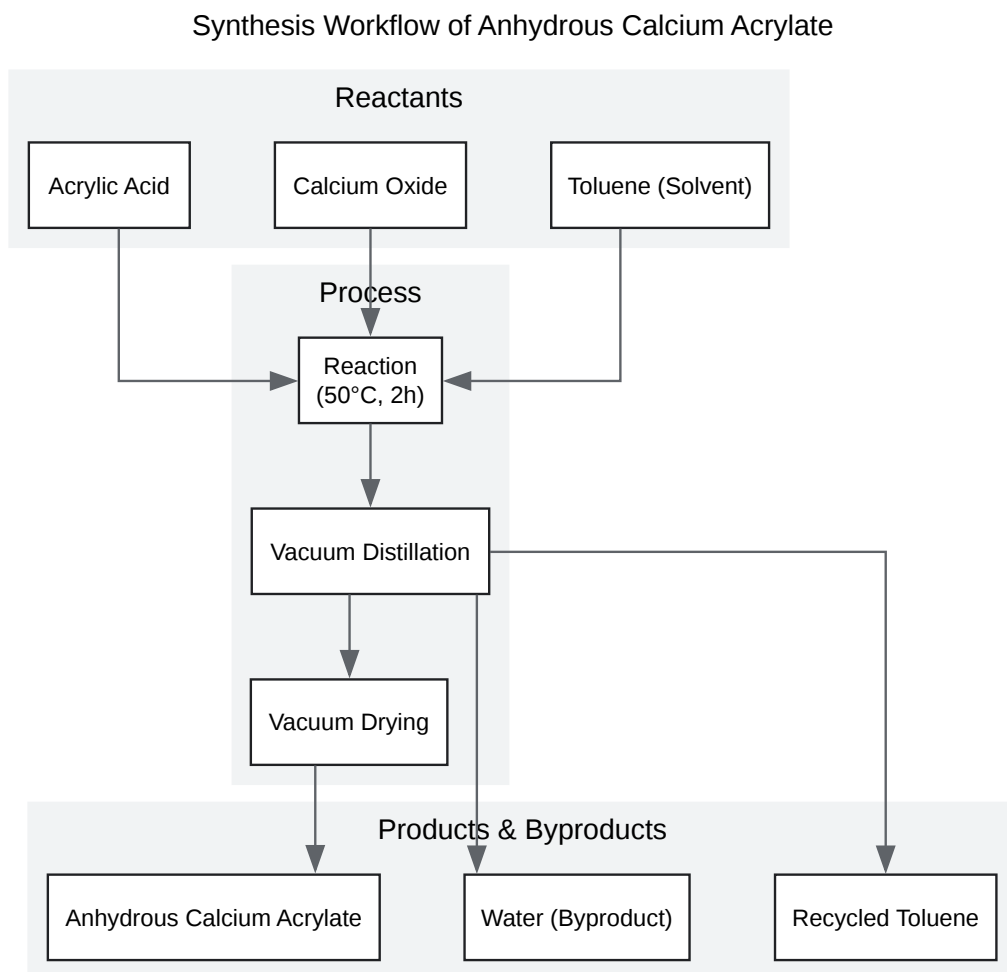 Synthesis Workflow of Anhydrous Calcium Acrylate
Reactants
Acrylic Acid
Calcium Oxide
Toluene (Solvent)
Process
Reaction
(50°C, 2h)
Vacuum Distillation
Vacuum Drying
Products & Byproducts
Anhydrous Calcium Acrylate
Water (Byproduct)
Recycled Toluene